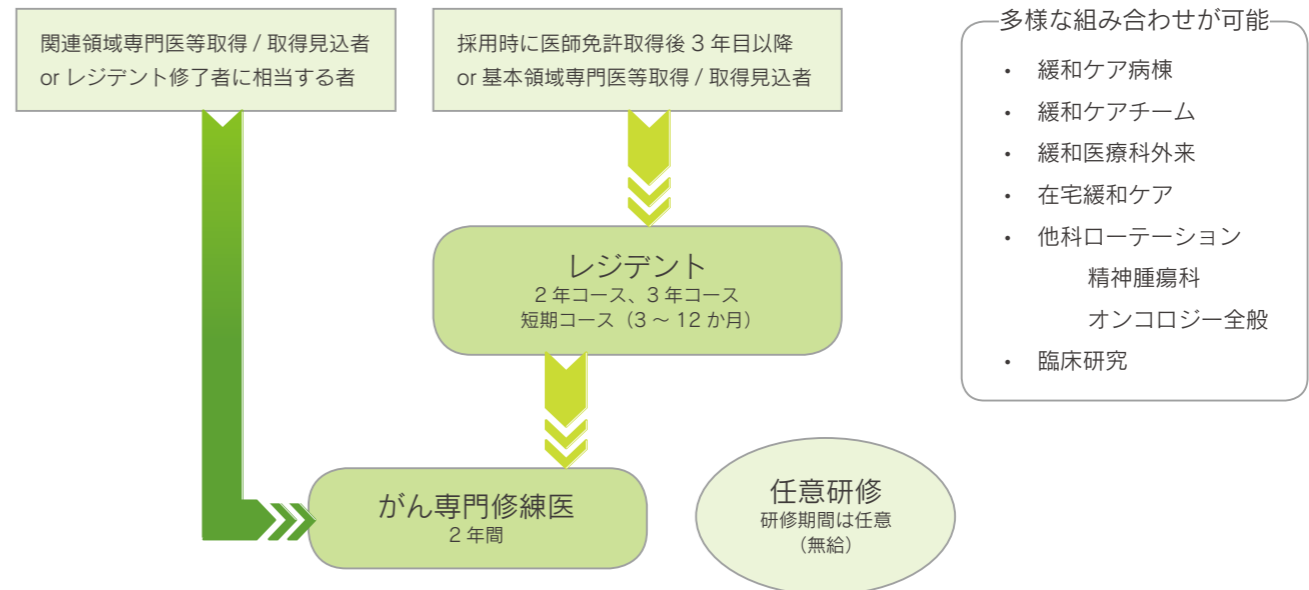 関連領域専門医等取得 / 取得見込者
or レジデント修了者に相当する者
採用時に医師免許取得後 3 年目以降
or 基本領域専門医等取得 / 取得見込者
レジデント
2 年コース、3 年コース
短期コース（3 ～ 12 か月）
がん専門修練医
2 年間
任意研修
研修期間は任意
（無給）
多様な組み合わせが可能
・ 緩和ケア病棟
・ 緩和ケアチーム
・ 緩和医療科外来
・ 在宅緩和ケア
・ 他科ローテーション
精神腫瘍科
オンコロジー全般
・ 臨床研究